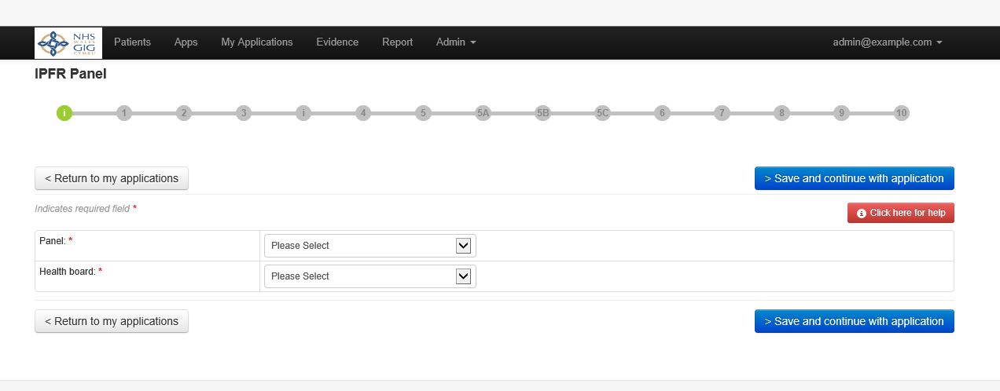 NHS
WALES
GIG
CYMRU
Patients Apps My Applications Evidence Report Admin admin@example.com
IPFR Panel
i 1 2 3 i 4 5 5A 5B 5C 6 7 8 9 10
< Return to my applications > Save and continue with application
Indicates required field * i Click here for help
Panel: * Please Select
Health board: * Please Select
< Return to my applications > Save and continue with application